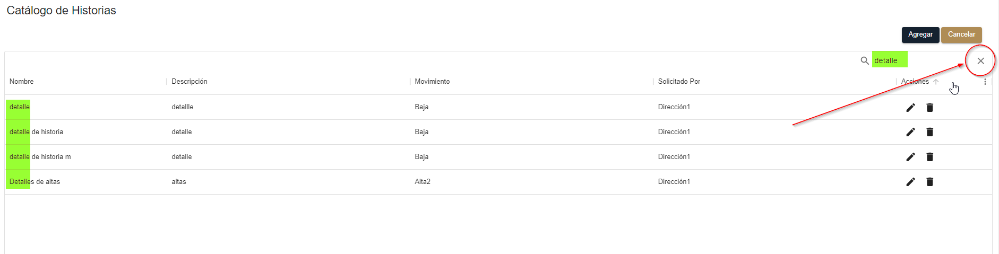 Catálogo de Historias
Agregar Cancelar
detalle
Nombre Descripción Movimiento Solicitado Por Acciones
detalle detallle Baja Dirección1
detalle de historia detalle Baja Dirección1
detalle de historia m detalle Baja Dirección1
Detalles de altas altas Alta2 Dirección1